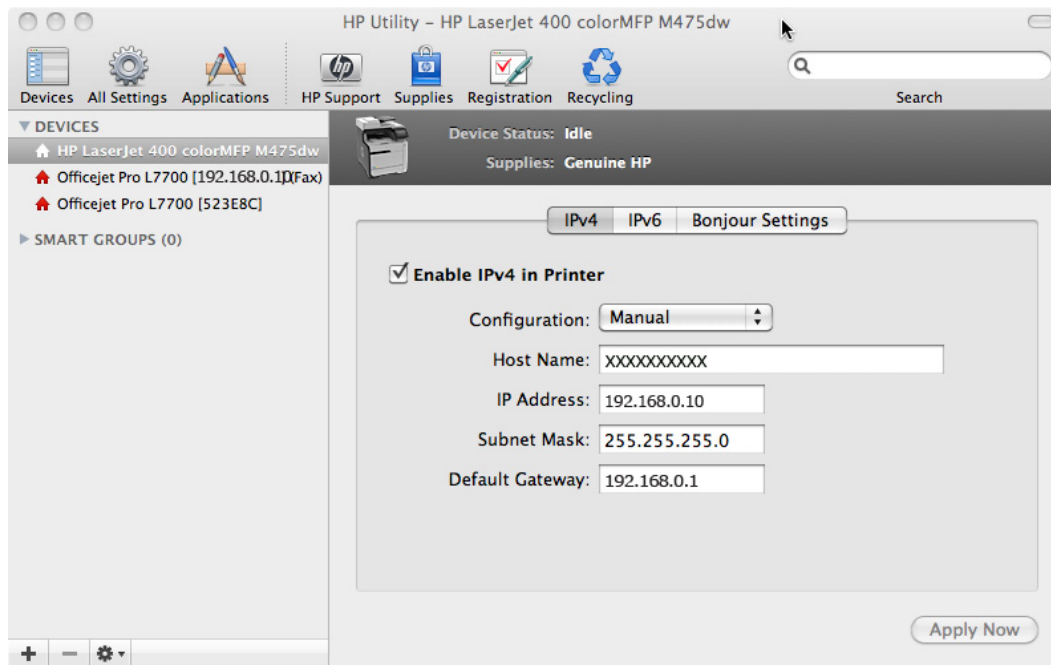 HP Utility – HP LaserJet 400 colorMFP M475dw
Devices All Settings Applications HP Support Supplies Registration Recycling Search
DEVICES
HP LaserJet 400 colorMFP M475dw
Officejet Pro L7700 [192.168.0.10](Fax)
Officejet Pro L7700 [523E8C]
SMART GROUPS (0)
Device Status: Idle
Supplies: Genuine HP
IPv4 IPv6 Bonjour Settings
Enable IPv4 in Printer
Configuration: Manual
Host Name: XXXXXXXXXX
IP Address: 192.168.0.10
Subnet Mask: 255.255.255.0
Default Gateway: 192.168.0.1
Apply Now